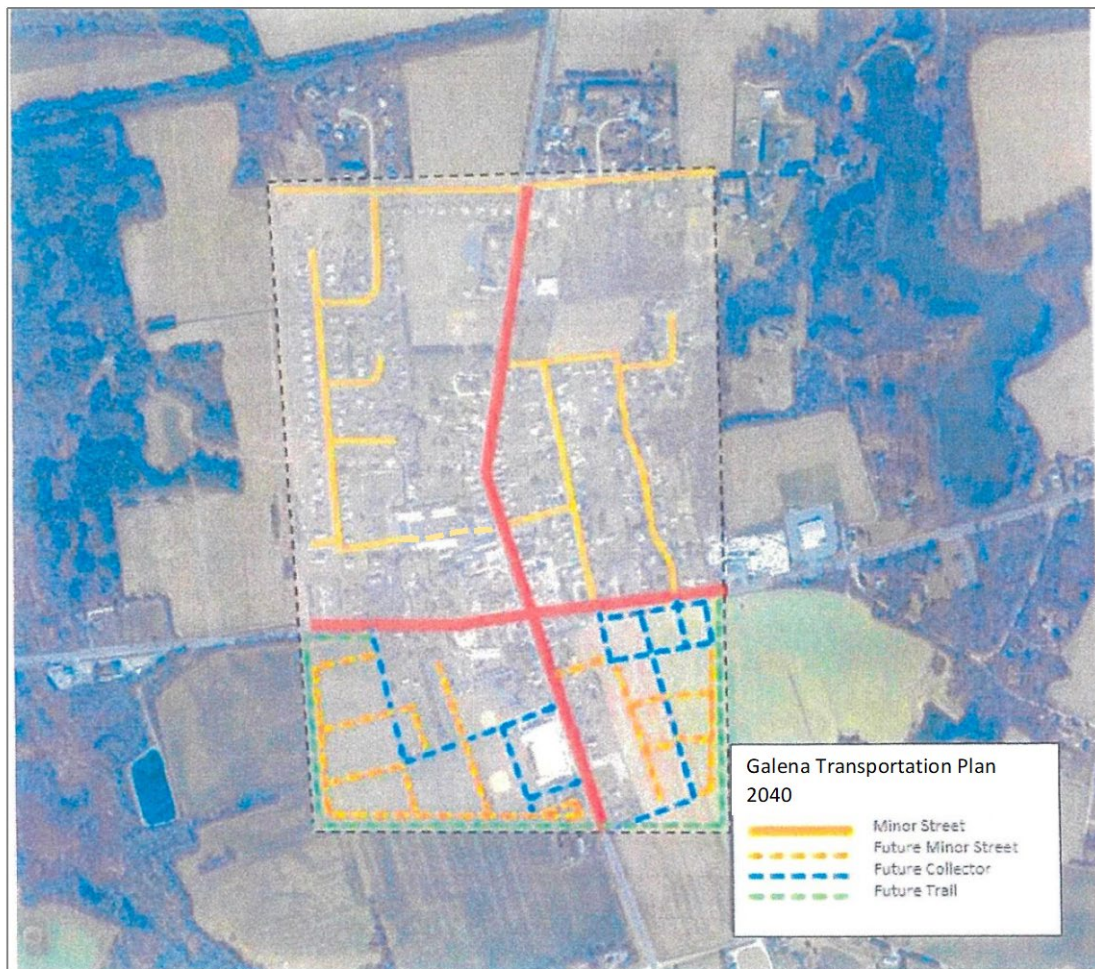 Galena Transportation Plan
2040
Minor Street
Future Minor Street
Future Collector
Future Trail